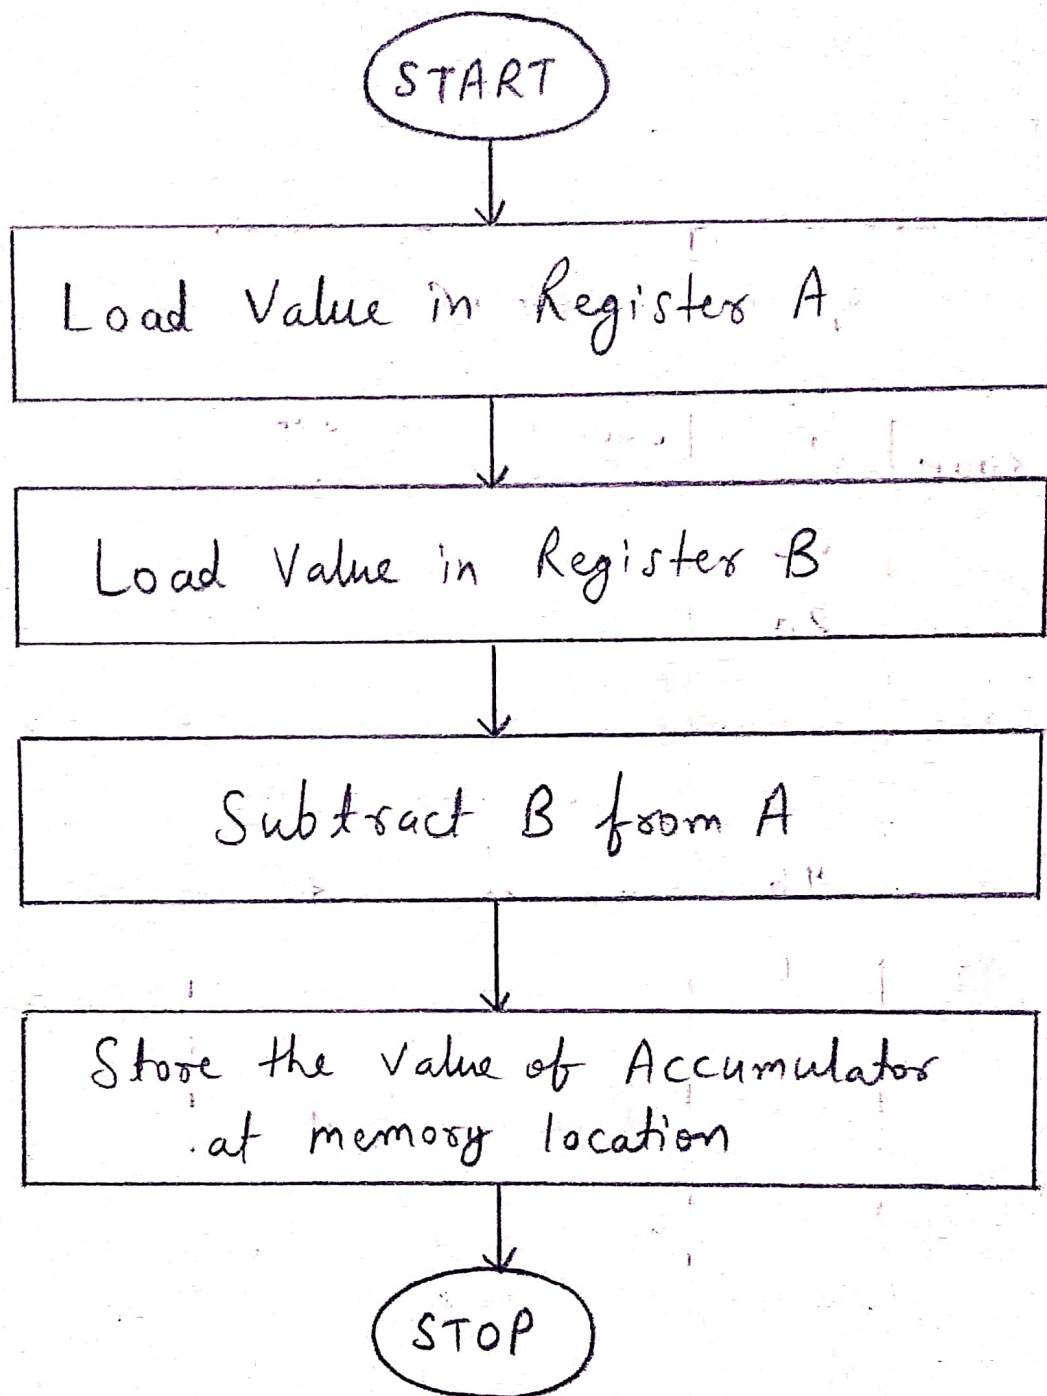 START
Load Value in Register A
Load Value in Register B
Subtract B from A
Store the Value of Accumulator
at memory location
STOP